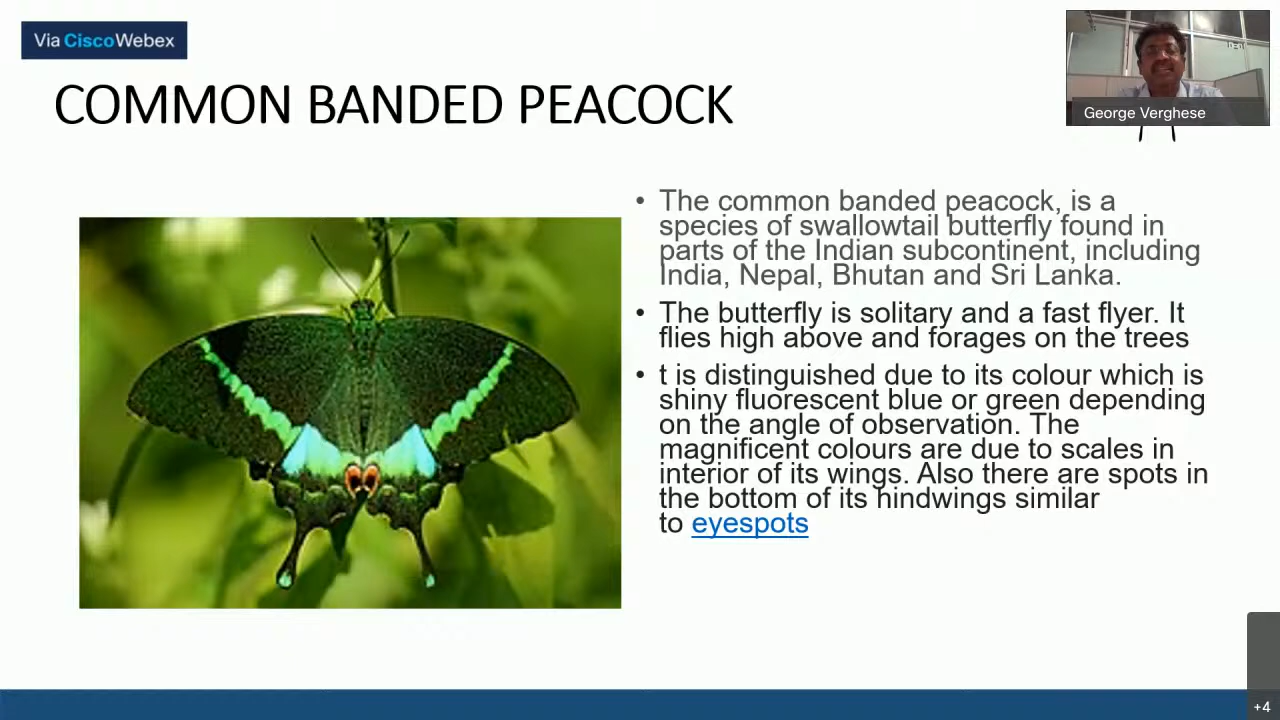 Via CiscoWebex
COMMON BANDED PEACOCK
George Verghese
• The common banded peacock, is a
species of swallowtail butterfly found in
parts of the Indian subcontinent, including
India, Nepal, Bhutan and Sri Lanka.
• The butterfly is solitary and a fast flyer. It
flies high above and forages on the trees
• t is distinguished due to its colour which is
shiny fluorescent blue or green depending
on the angle of observation. The
magnificent colours are due to scales in
interior of its wings. Also there are spots in
the bottom of its hindwings similar
to eyespots
+4